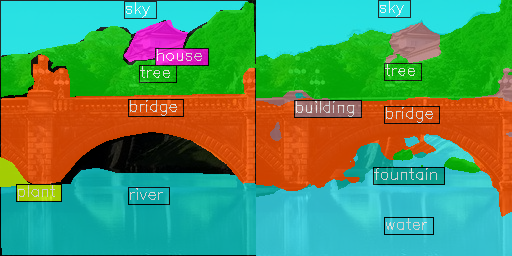 sky
house
tree
bridge
plant
river
sky
tree
building
bridge
fountain
water